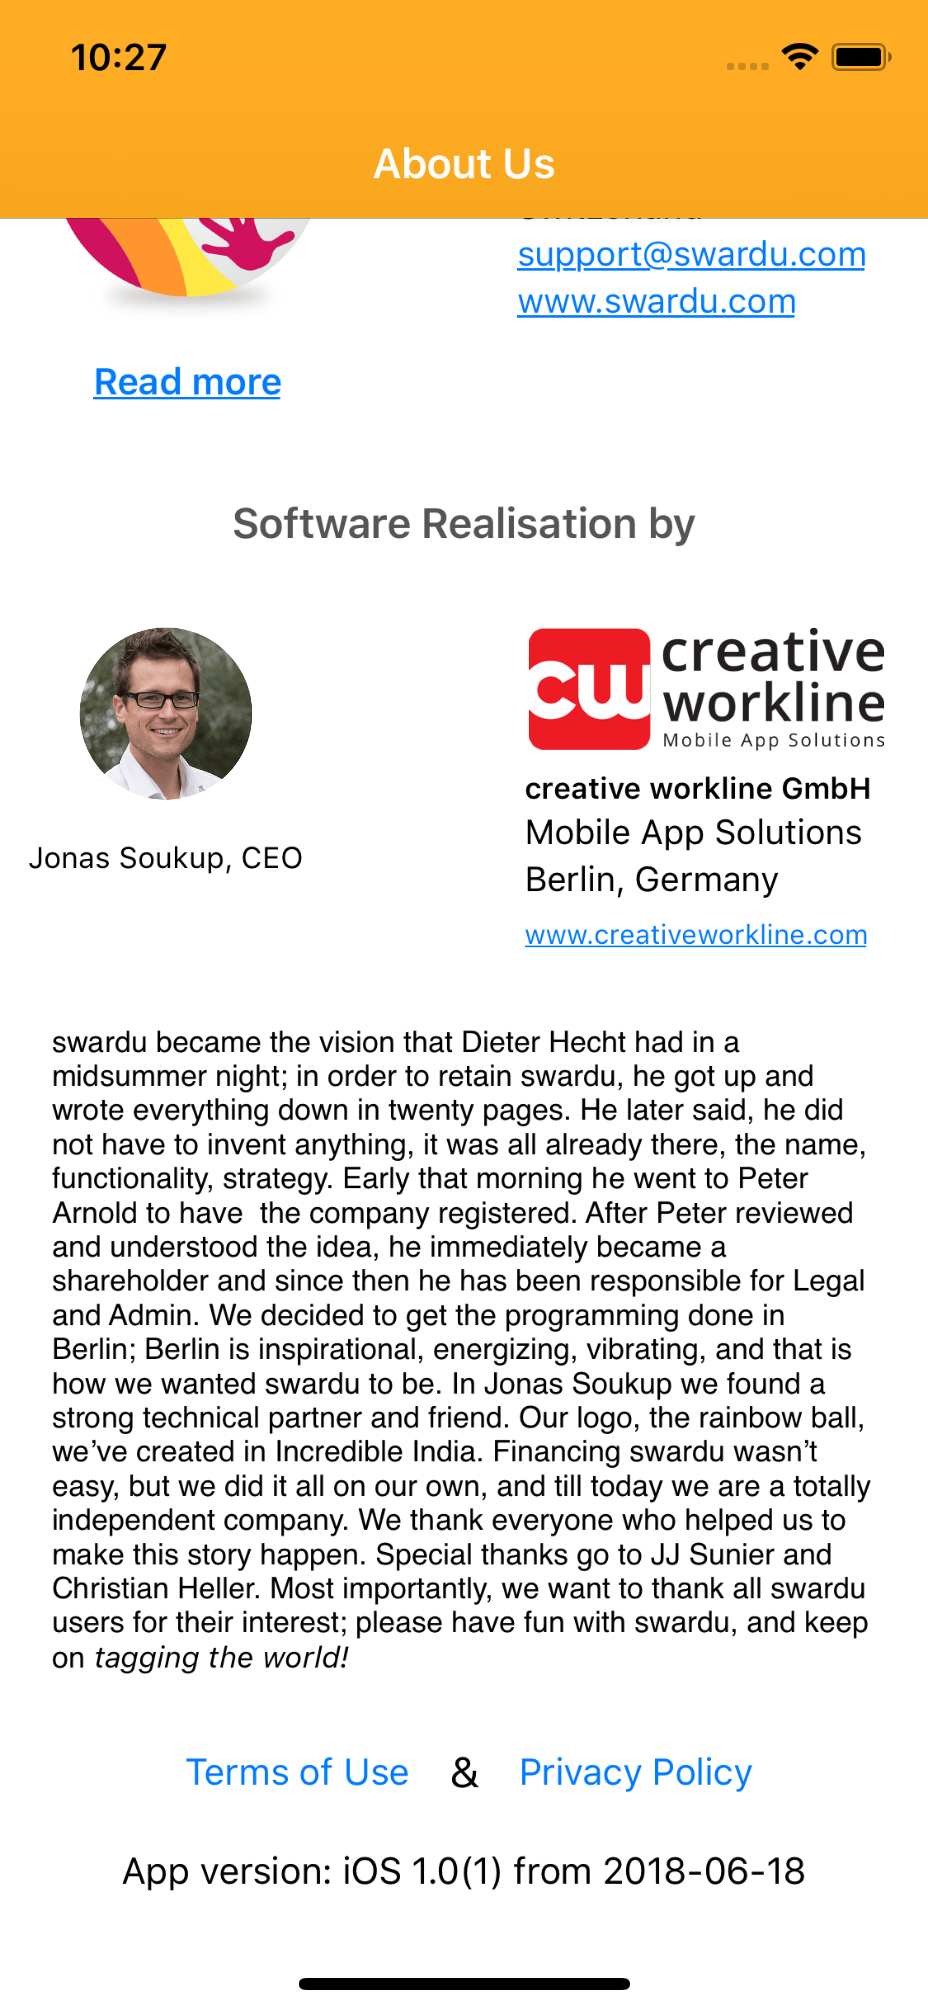 10:27
About Us
support@swardu.com
www.swardu.com
Read more
Software Realisation by
cw
creative
workline
Mobile App Solutions
creative workline GmbH
Mobile App Solutions
Berlin, Germany
Jonas Soukup, CEO
www.creativeworkline.com
swardu became the vision that Dieter Hecht had in a
midsummer night; in order to retain swardu, he got up and
wrote everything down in twenty pages. He later said, he did
not have to invent anything, it was all already there, the name,
functionality, strategy. Early that morning he went to Peter
Arnold to have  the company registered. After Peter reviewed
and understood the idea, he immediately became a
shareholder and since then he has been responsible for Legal
and Admin. We decided to get the programming done in
Berlin; Berlin is inspirational, energizing, vibrating, and that is
how we wanted swardu to be. In Jonas Soukup we found a
strong technical partner and friend. Our logo, the rainbow ball,
we’ve created in Incredible India. Financing swardu wasn’t
easy, but we did it all on our own, and till today we are a totally
independent company. We thank everyone who helped us to
make this story happen. Special thanks go to JJ Sunier and
Christian Heller. Most importantly, we want to thank all swardu
users for their interest; please have fun with swardu, and keep
on tagging the world!
Terms of Use & Privacy Policy
App version: iOS 1.0(1) from 2018-06-18